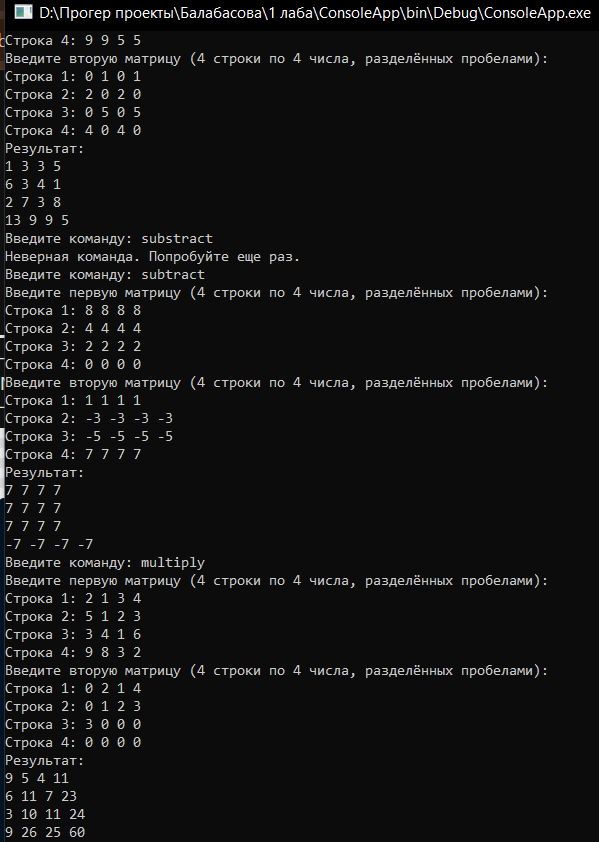 D:\Прогер проекты\Балабасова\1 лаба\ConsoleApp\bin\Debug\ConsoleApp.exe
Строка 4: 9 9 5 5
Введите вторую матрицу (4 строки по 4 числа, разделённых пробелами):
Строка 1: 0 1 0 1
Строка 2: 2 0 2 0
Строка 3: 0 5 0 5
Строка 4: 4 0 4 0
Результат:
1 3 3 5
6 3 4 1
2 7 3 8
13 9 9 5
Введите команду: substract
Неверная команда. Попробуйте еще раз.
Введите команду: subtract
Введите первую матрицу (4 строки по 4 числа, разделённых пробелами):
Строка 1: 8 8 8 8
Строка 2: 4 4 4 4
Строка 3: 2 2 2 2
Строка 4: 0 0 0 0
Введите вторую матрицу (4 строки по 4 числа, разделённых пробелами):
Строка 1: 1 1 1 1
Строка 2: -3 -3 -3 -3
Строка 3: -5 -5 -5 -5
Строка 4: 7 7 7 7
Результат:
7 7 7 7
7 7 7 7
7 7 7 7
-7 -7 -7 -7
Введите команду: multiply
Введите первую матрицу (4 строки по 4 числа, разделённых пробелами):
Строка 1: 2 1 3 4
Строка 2: 5 1 2 3
Строка 3: 3 4 1 6
Строка 4: 9 8 3 2
Введите вторую матрицу (4 строки по 4 числа, разделённых пробелами):
Строка 1: 0 2 1 4
Строка 2: 0 1 2 3
Строка 3: 3 0 0 0
Строка 4: 0 0 0 0
Результат:
9 5 4 11
6 11 7 23
3 10 11 24
9 26 25 60